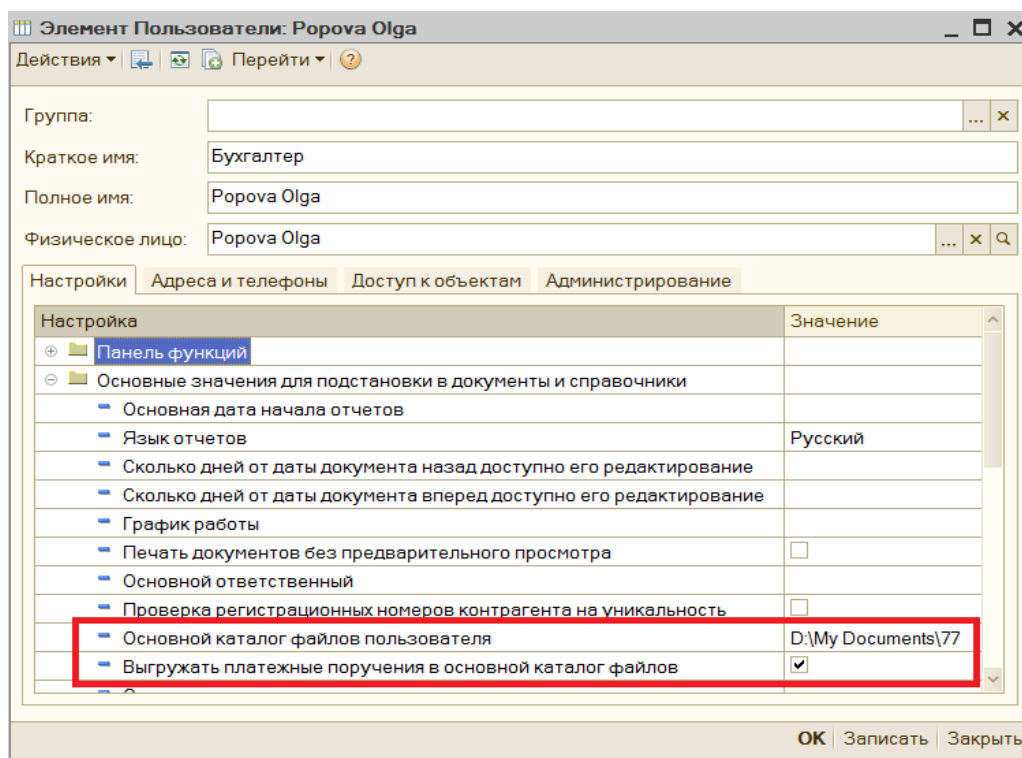 Элемент Пользователи: Popova Olga
Действия Перейти
Группа:
Краткое имя: Бухгалтер
Полное имя: Popova Olga
Физическое лицо: Popova Olga
Настройки Адреса и телефоны Доступ к объектам Администрирование
Настройка Значение
Панель функций
Основные значения для подстановки в документы и справочники
Основная дата начала отчетов
Язык отчетов Русский
Сколько дней от даты документа назад доступно его редактирование
Сколько дней от даты документа вперед доступно его редактирование
График работы
Печать документов без предварительного просмотра
Основной ответственный
Проверка регистрационных номеров контрагента на уникальность
Основной каталог файлов пользователя D:\My Documents\77
Выгружать платежные поручения в основной каталог файлов
OK Записать Закрыть